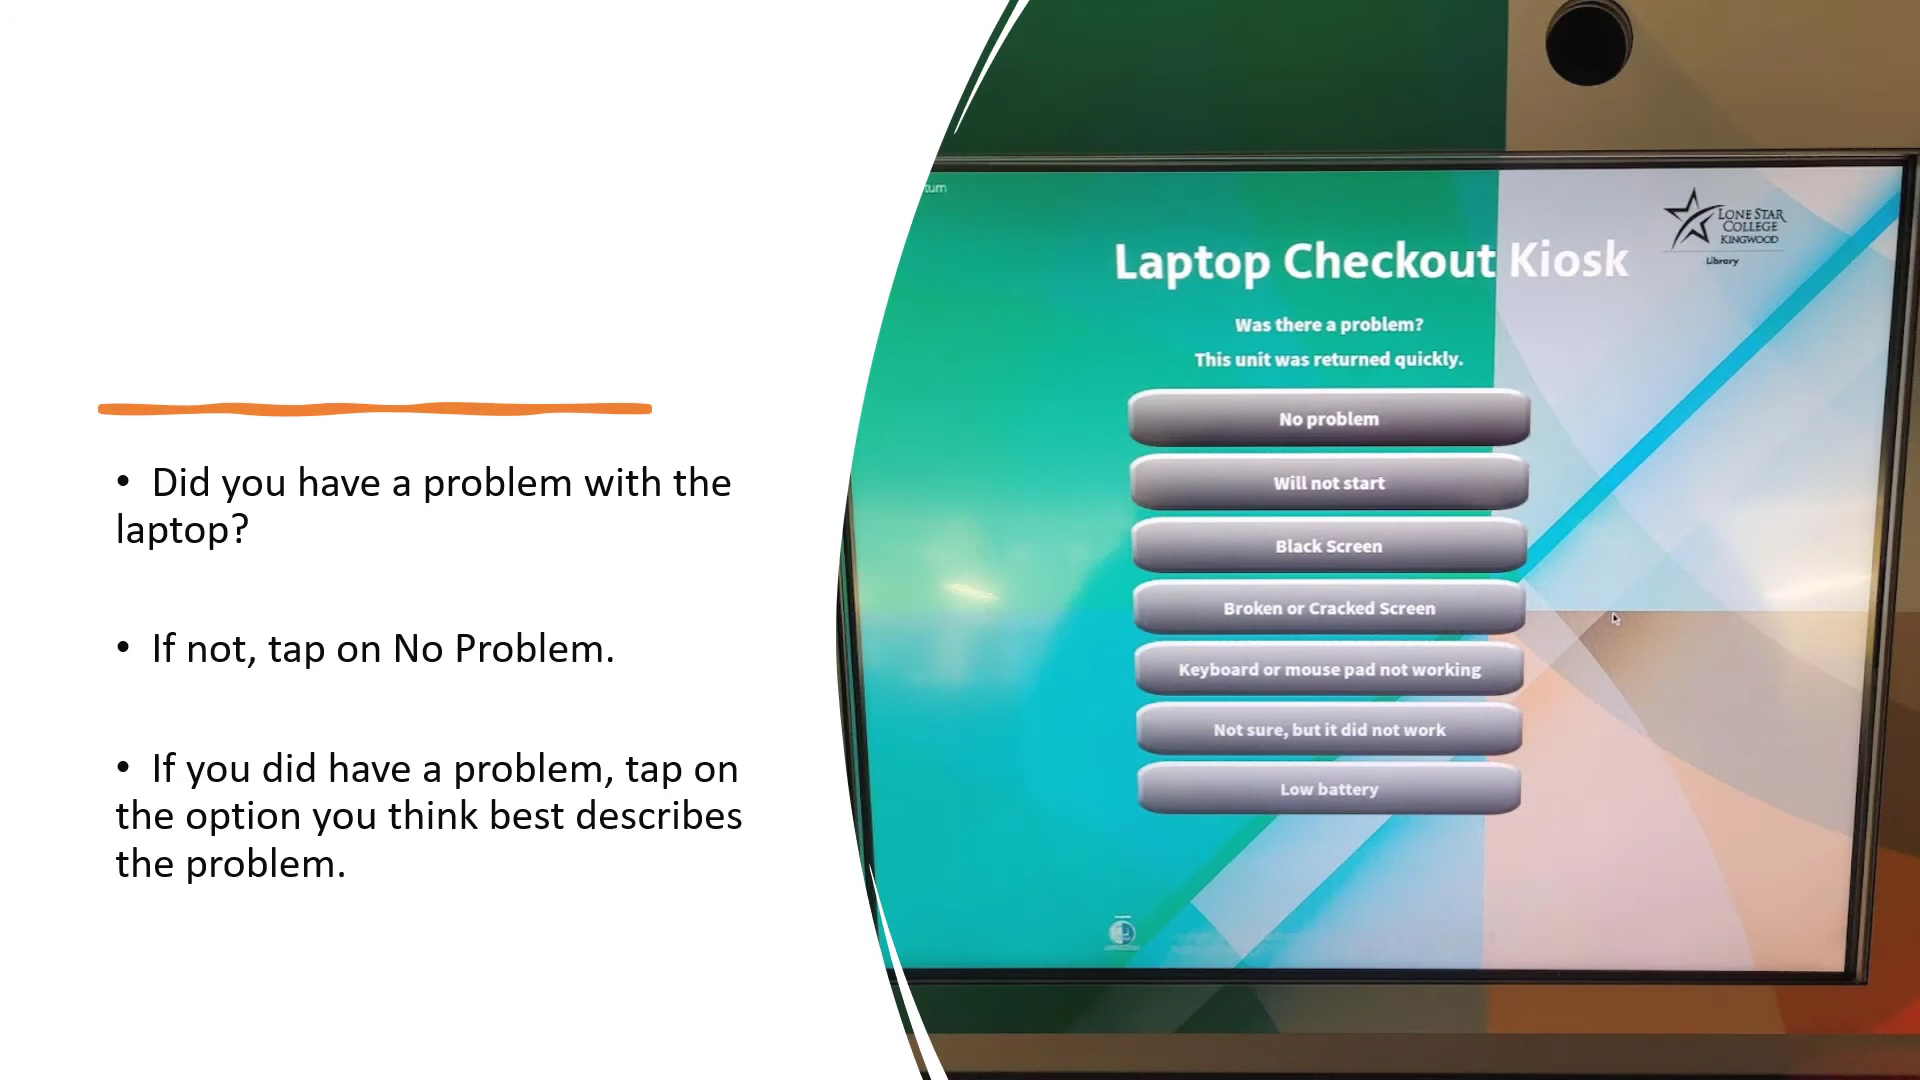 • Did you have a problem with the
laptop?
• If not, tap on No Problem.
• If you did have a problem, tap on
the option you think best describes
the problem.
LONE STAR
COLLEGE
KINGWOOD
Library
Laptop Checkout Kiosk
Was there a problem?
This unit was returned quickly.
No problem
Will not start
Black Screen
Broken or Cracked Screen
Keyboard or mouse pad not working
Not sure, but it did not work
Low battery